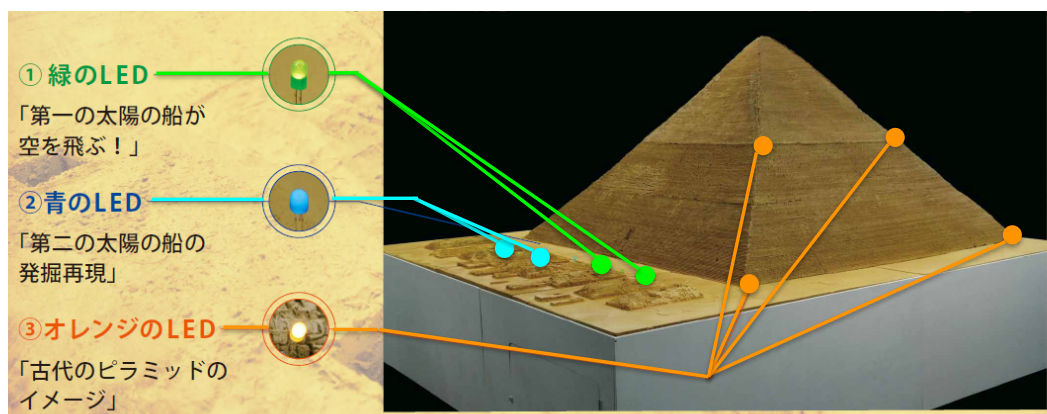 ①緑のLED
「第一の太陽の船が
空を飛ぶ！」
②青のLED
「第二の太陽の船の
発掘再現」
③オレンジのLED
「古代のピラミッドの
イメージ」